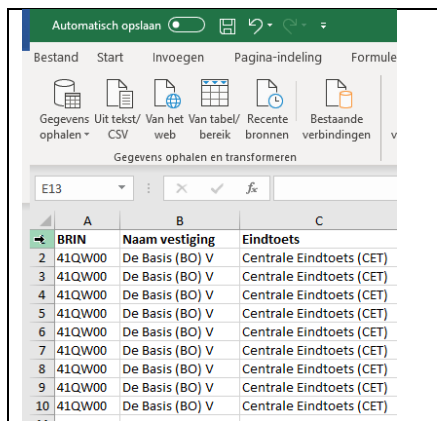 Automatisch opslaan
Bestand Start Invoegen Pagina-indeling Formule
Gegevens ophalen Uit tekst/ CSV Van het web Van tabel/ bereik Recente bronnen Bestaande verbindingen v
Gegevens ophalen en transformeren
E13 fx
A B C
BRIN Naam vestiging Eindtoets
2 41QW00 De Basis (BO) V Centrale Eindtoets (CET)
3 41QW00 De Basis (BO) V Centrale Eindtoets (CET)
4 41QW00 De Basis (BO) V Centrale Eindtoets (CET)
5 41QW00 De Basis (BO) V Centrale Eindtoets (CET)
6 41QW00 De Basis (BO) V Centrale Eindtoets (CET)
7 41QW00 De Basis (BO) V Centrale Eindtoets (CET)
8 41QW00 De Basis (BO) V Centrale Eindtoets (CET)
9 41QW00 De Basis (BO) V Centrale Eindtoets (CET)
10 41QW00 De Basis (BO) V Centrale Eindtoets (CET)